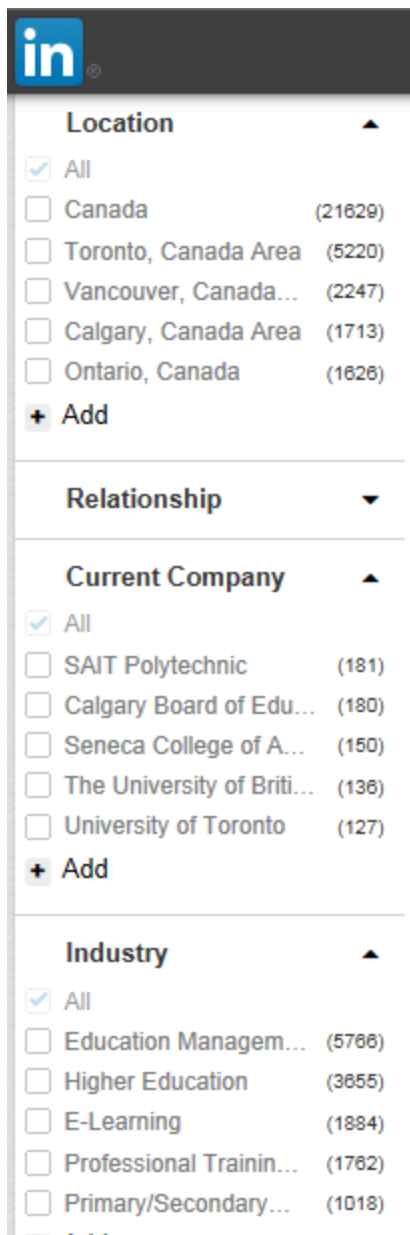 in ®
Location
All
Canada (21629)
Toronto, Canada Area (5220)
Vancouver, Canada... (2247)
Calgary, Canada Area (1713)
Ontario, Canada (1626)
+ Add
Relationship
Current Company
All
SAIT Polytechnic (181)
Calgary Board of Edu... (180)
Seneca College of A... (150)
The University of Briti... (136)
University of Toronto (127)
+ Add
Industry
All
Education Managem... (5766)
Higher Education (3655)
E-Learning (1884)
Professional Trainin... (1762)
Primary/Secondary... (1018)